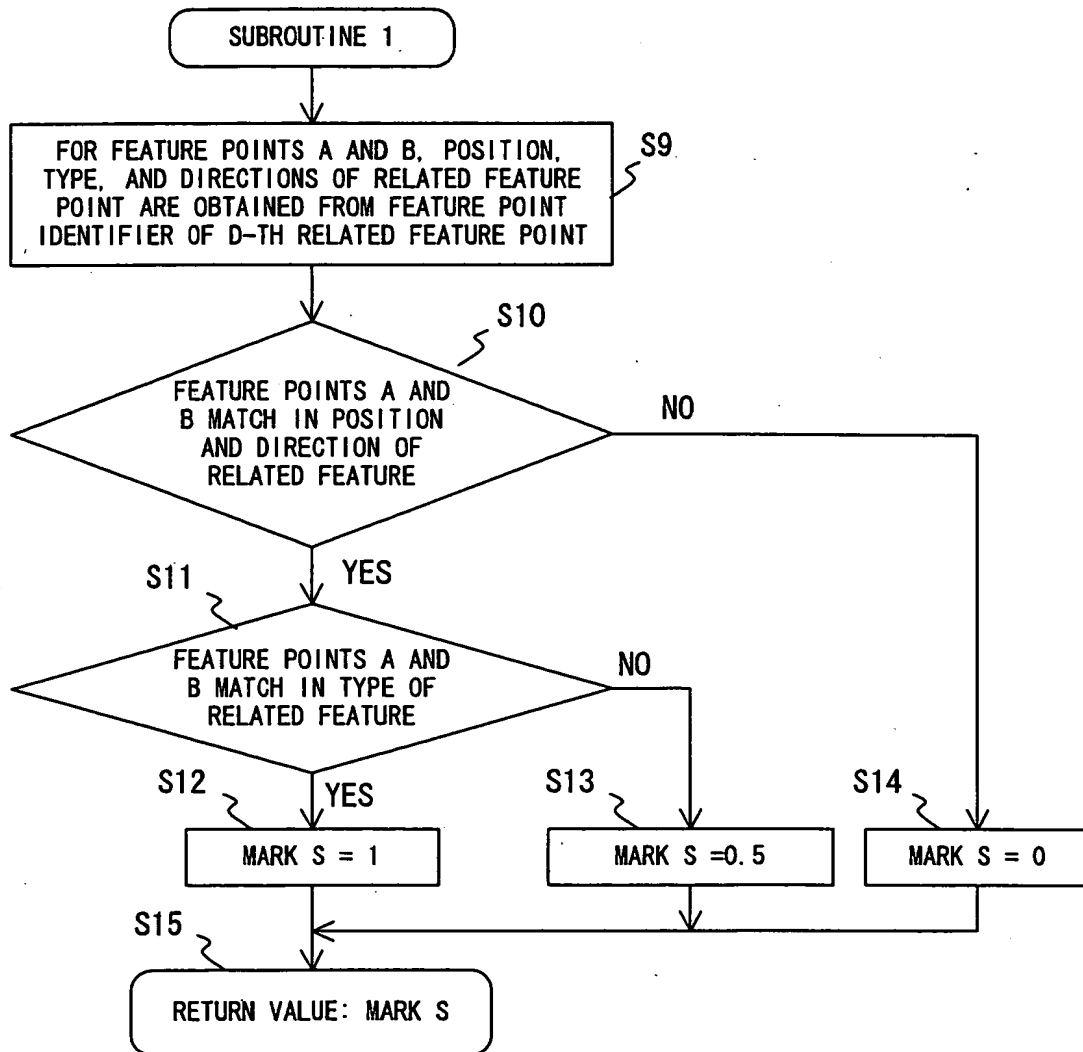 SUBROUTINE 1
FOR FEATURE POINTS A AND B, POSITION,
TYPE, AND DIRECTIONS OF RELATED FEATURE
POINT ARE OBTAINED FROM FEATURE POINT
IDENTIFIER OF D-TH RELATED FEATURE POINT
S9
S10
FEATURE POINTS A AND
B MATCH IN POSITION
AND DIRECTION OF
RELATED FEATURE
NO
YES
S11
FEATURE POINTS A AND
B MATCH IN TYPE OF
RELATED FEATURE
NO
YES
S12
MARK S = 1
S13
MARK S =0.5
S14
MARK S = 0
S15
RETURN VALUE: MARK S